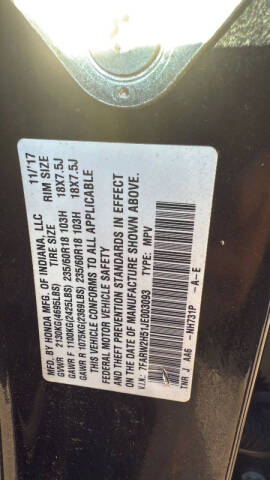 MFD. BY HONDA MFG. OF INDIANA, LLC 11/'17
TIRE SIZE RIM SIZE
GVWR 2100KG(4695LBS)
GAWR F 1100KG(2425LBS) 235/60R18 103H 18X7.5J
GAWR R 1075KG(2369LBS) 235/60R18 103H 18X7.5J
THIS VEHICLE CONFORMS TO ALL APPLICABLE
FEDERAL MOTOR VEHICLE SAFETY
AND THEFT PREVENTION STANDARDS IN EFFECT
ON THE DATE OF MANUFACTURE SHOWN ABOVE.
V.I.N.: 7FARW2H51JE003093 TYPE: MPV
TNR J AA6 -NH731P -A-E